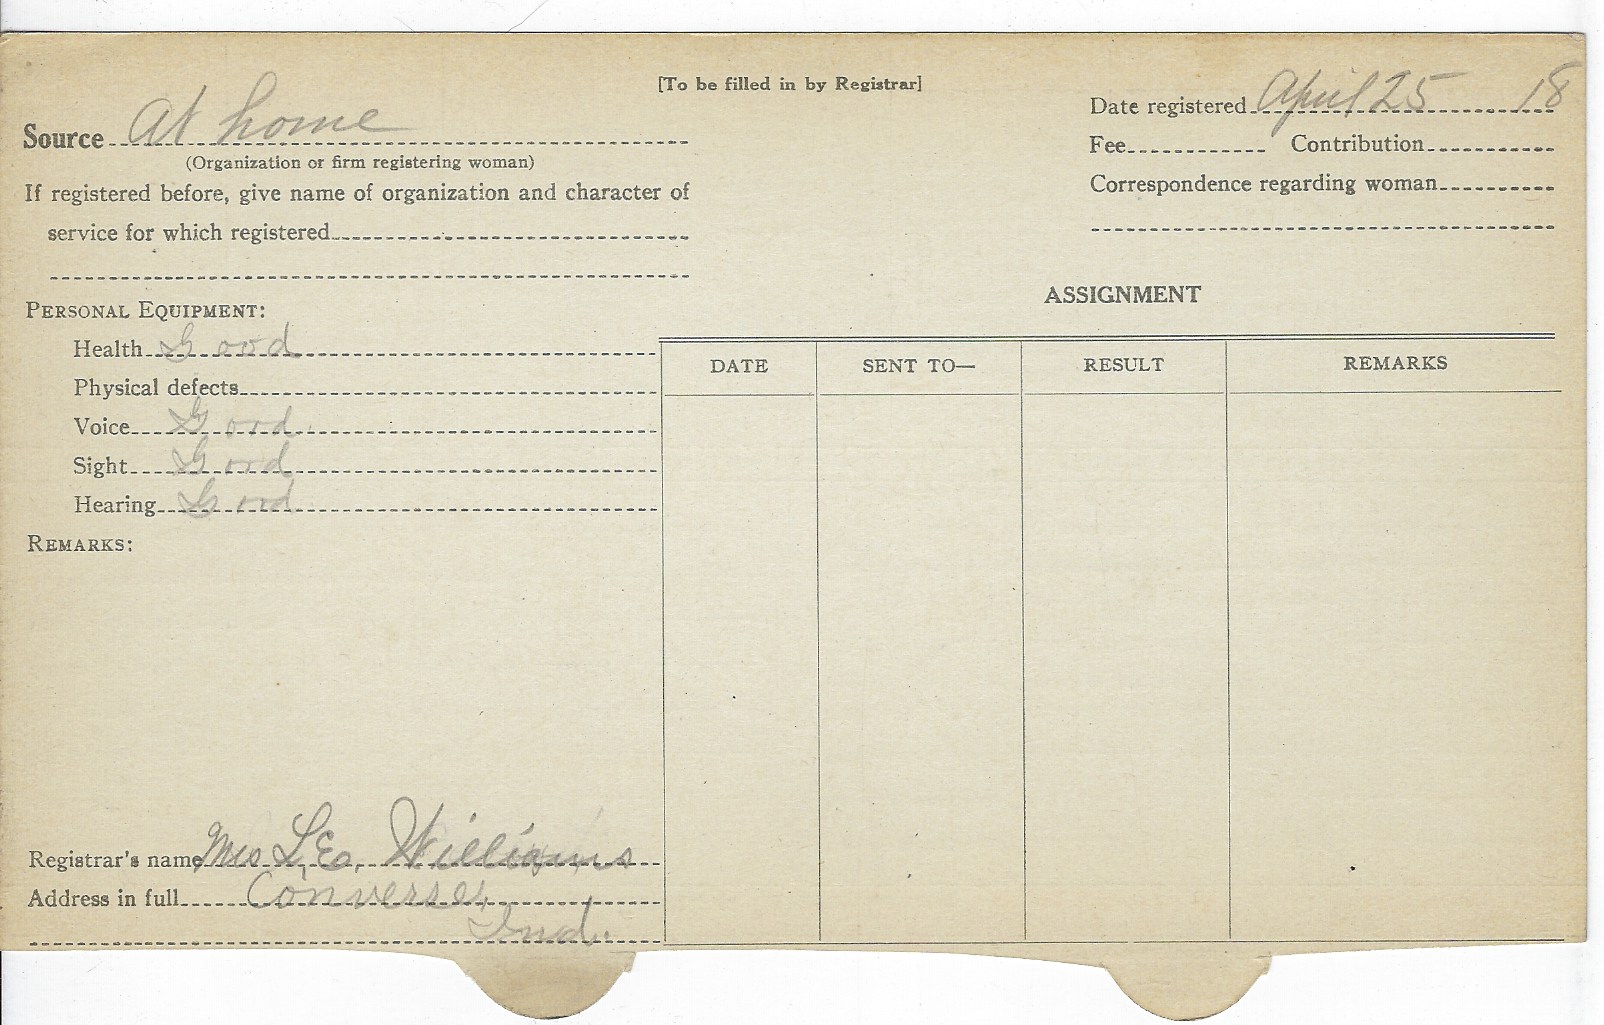 [To be filled in by Registrar]
Source At home
(Organization or firm registering woman)
If registered before, give name of organization and character of
service for which registered
Date registered April 25 18
Fee Contribution
Correspondence regarding woman
PERSONAL EQUIPMENT:
Health Good
Physical defects
Voice Good
Sight Good
Hearing Good
REMARKS:
ASSIGNMENT
DATE SENT TO— RESULT REMARKS
Registrar's name Mrs L.E. Williams
Address in full Converse,
Ind.